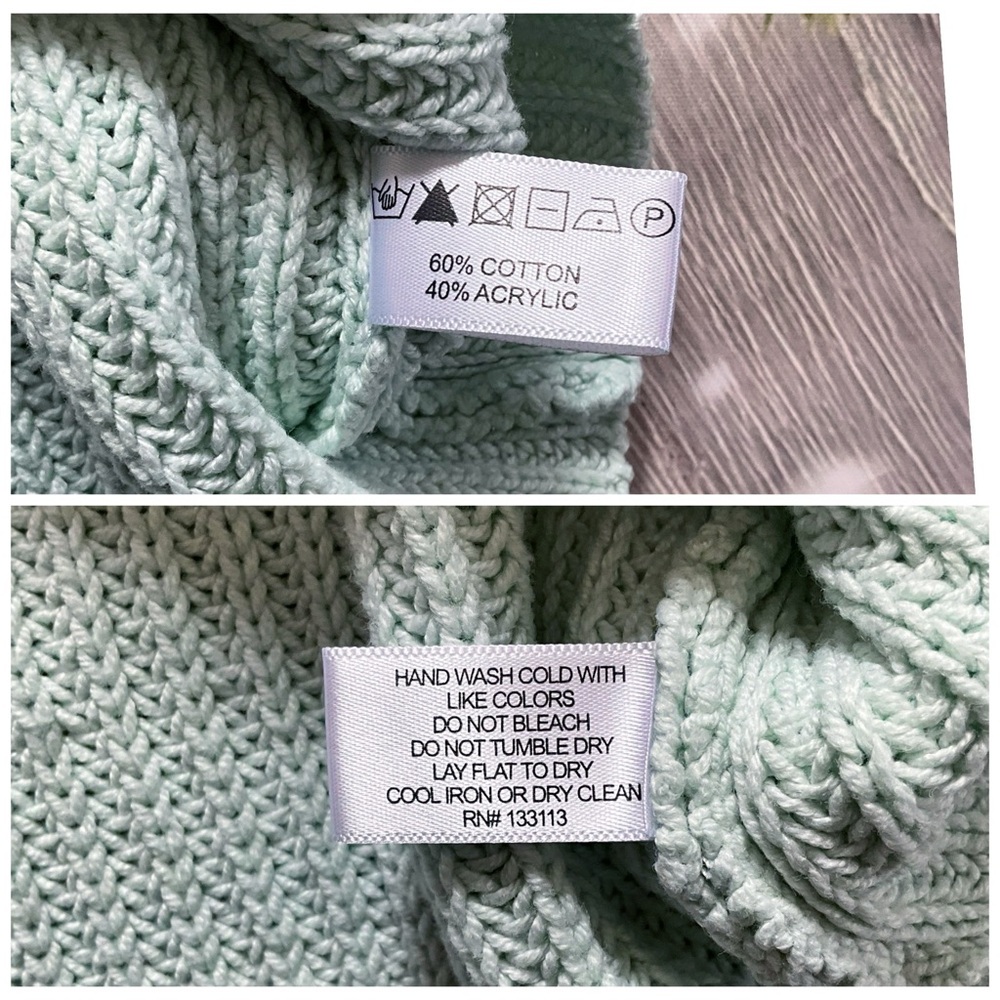 P
60% COTTON
40% ACRYLIC
HAND WASH COLD WITH
LIKE COLORS
DO NOT BLEACH
DO NOT TUMBLE DRY
LAY FLAT TO DRY
COOL IRON OR DRY CLEAN
RN# 133113